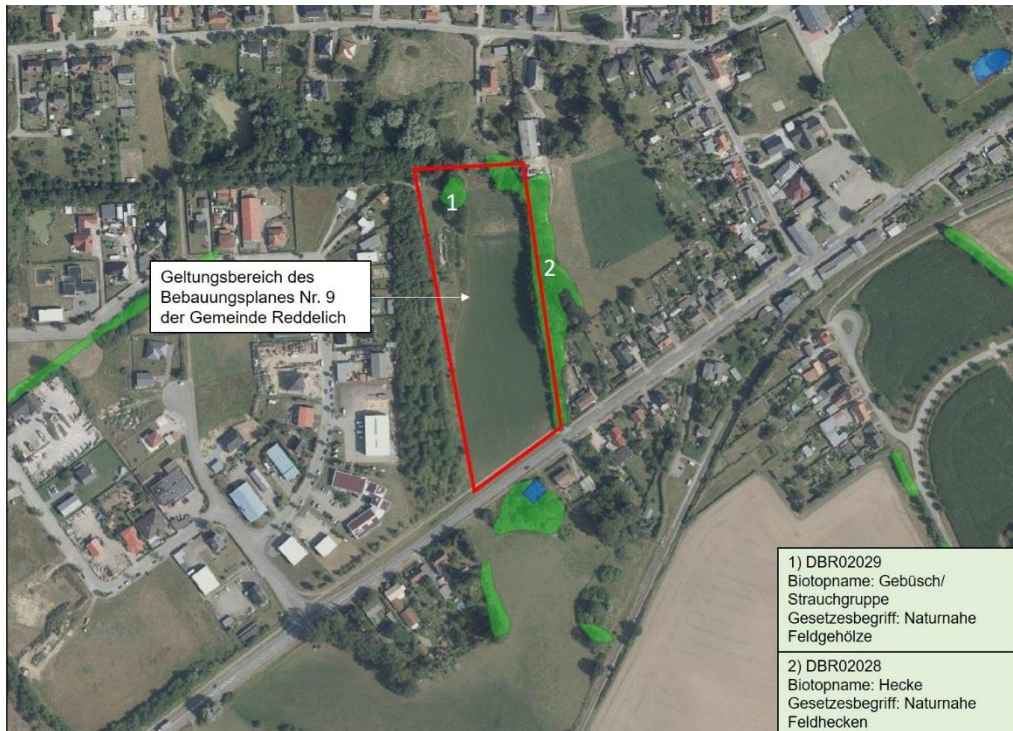 1
2
Geltungsbereich des
Bebauungsplanes Nr. 9
der Gemeinde Reddelich
1) DBR02029
Biotopname: Gebüsch/
Strauchgruppe
Gesetzesbegriff: Naturnahe
Feldgehölze
2) DBR02028
Biotopname: Hecke
Gesetzesbegriff: Naturnahe
Feldhecken